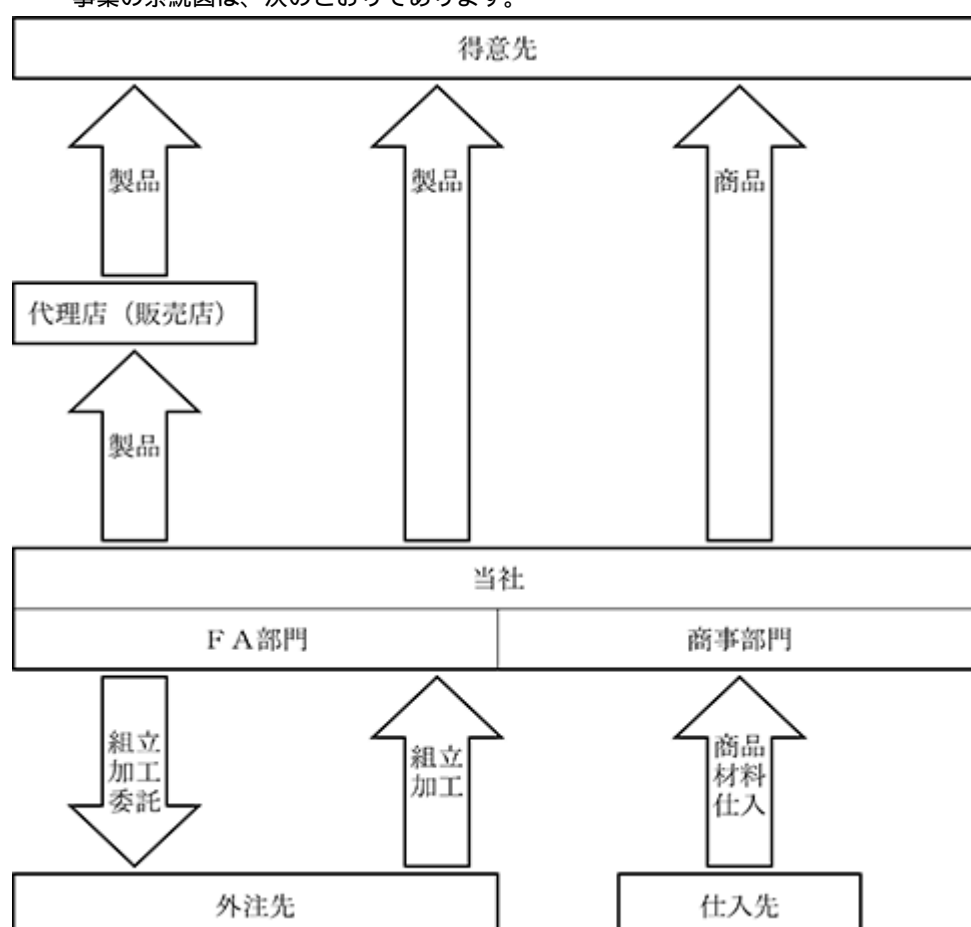 事業の系統図は、次のとおりであります。
得意先
製品
製品
商品
代理店（販売店）
製品
当社
ＦＡ部門
商事部門
組立
加工
委託
組立
加工
商品
材料
仕入
外注先
仕入先